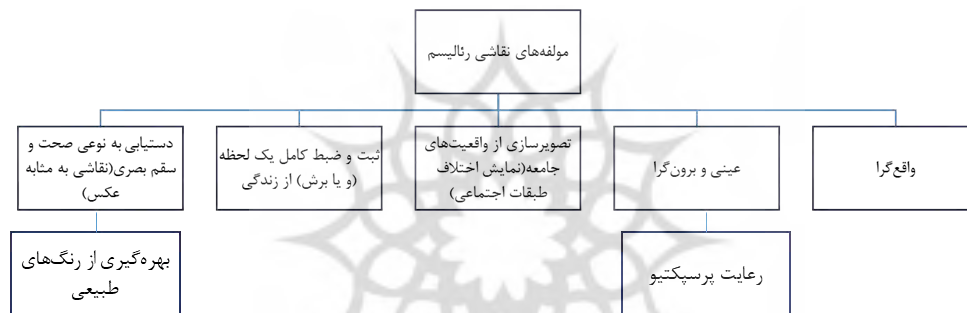 مولفه‌های نقاشی رئالیسم
واقع‌گرا
عینی و برون‌گرا
تصویرسازی از واقعیت‌های
جامعه(نمایش اختلاف
طبقات اجتماعی)
ثبت و ضبط کامل یک لحظه
(و یا برش) از زندگی
دستیابی به نوعی صحت و
سقم بصری(نقاشی به مثابه
عکس)
رعایت پرسپکتیو
بهره‌گیری از رنگ‌های
طبیعی